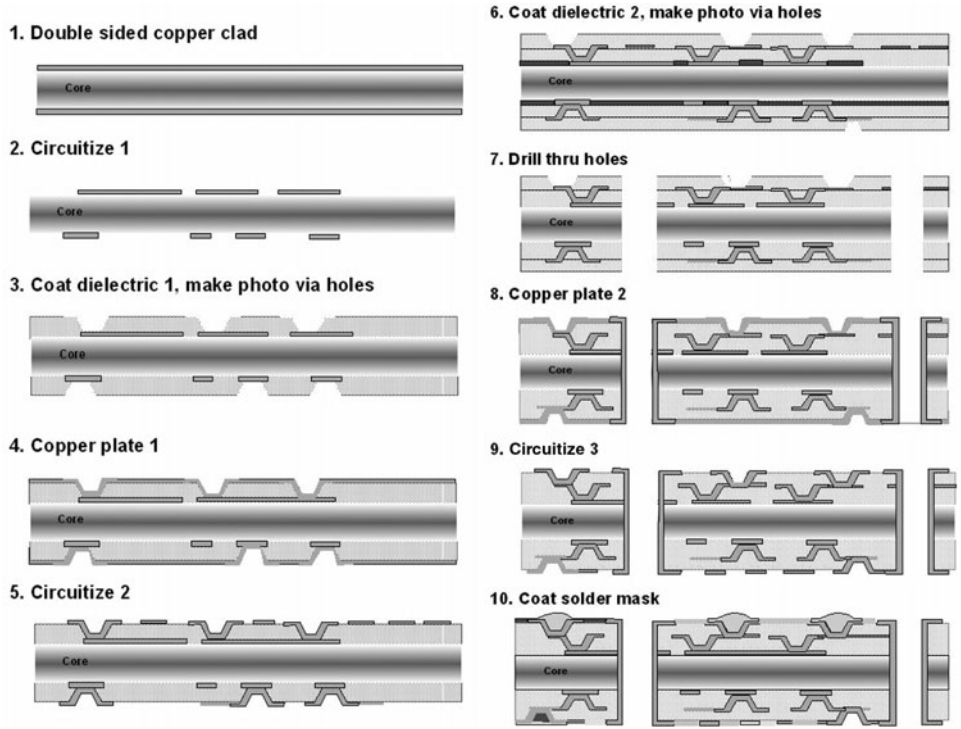 1. Double sided copper clad
Core
2. Circuitize 1
Core
3. Coat dielectric 1, make photo via holes
Core
4. Copper plate 1
Core
5. Circuitize 2
Core
6. Coat dielectric 2, make photo via holes
Core
7. Drill thru holes
Core
8. Copper plate 2
Core
9. Circuitize 3
Core
10. Coat solder mask
Core